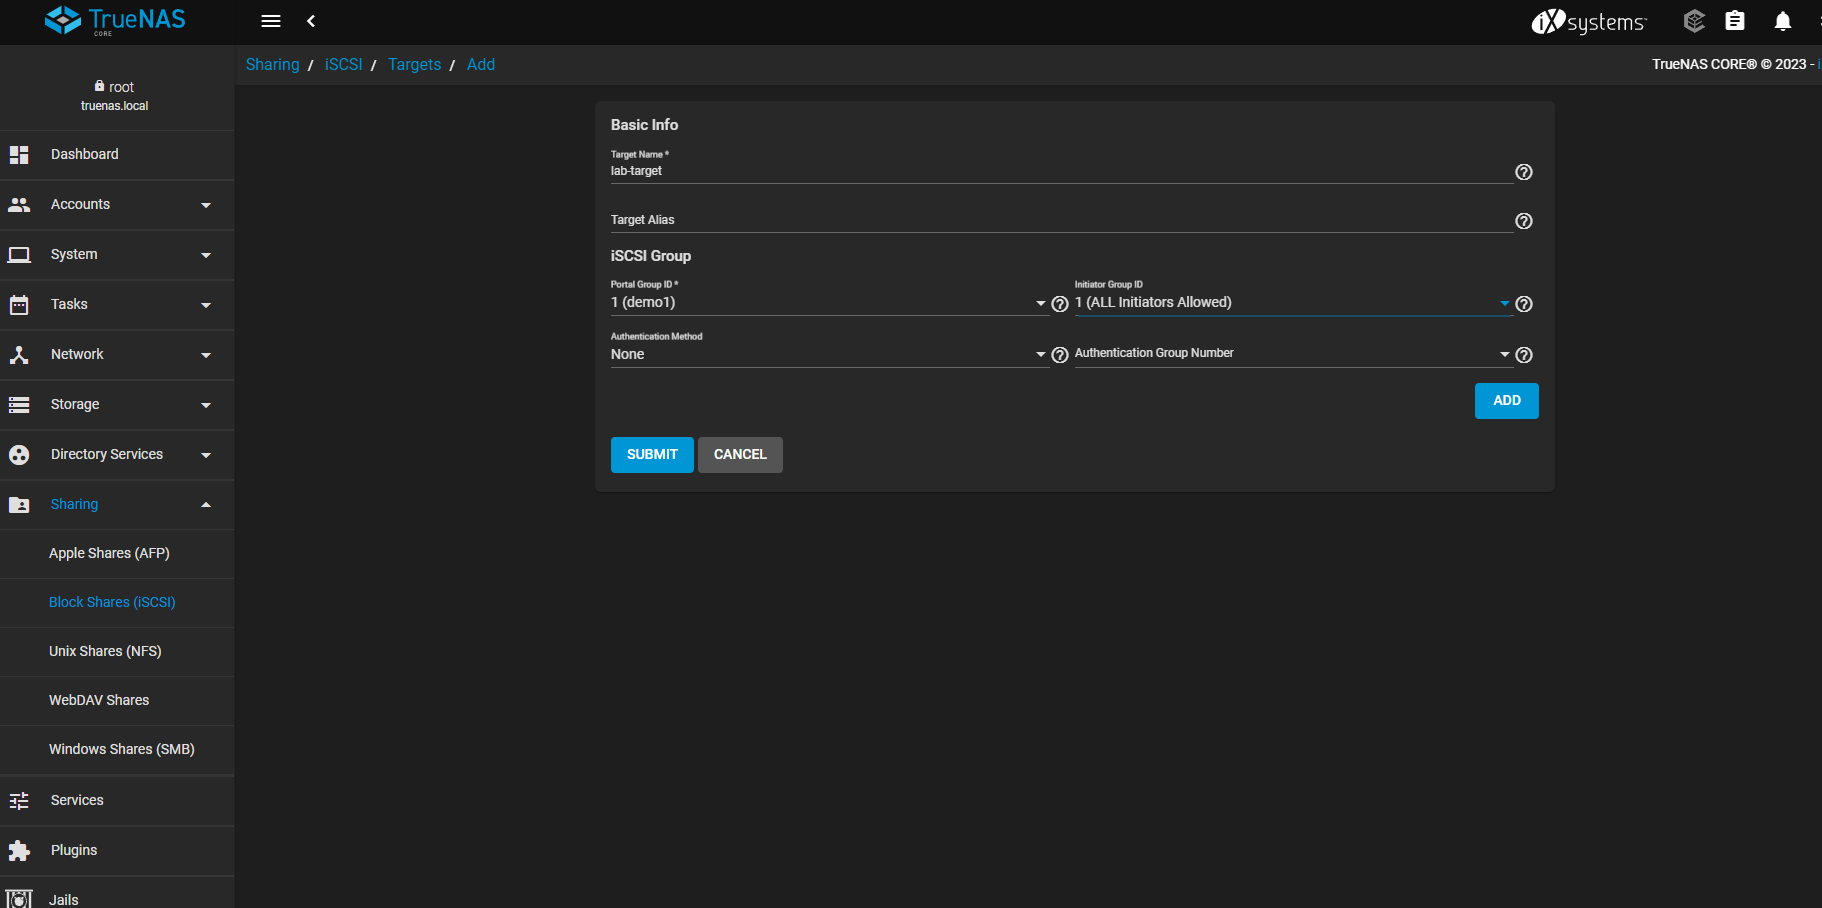 TrueNAS
CORE
iXsystems
root
truenas.local
Sharing / iSCSI / Targets / Add
TrueNAS CORE® © 2023 - i
Dashboard
Accounts
System
Tasks
Network
Storage
Directory Services
Sharing
Apple Shares (AFP)
Block Shares (iSCSI)
Unix Shares (NFS)
WebDAV Shares
Windows Shares (SMB)
Services
Plugins
Jails
Basic Info
Target Name *
lab-target
Target Alias
iSCSI Group
Portal Group ID *
1 (demo1)
Initiator Group ID
1 (ALL Initiators Allowed)
Authentication Method
None
Authentication Group Number
ADD
SUBMIT
CANCEL